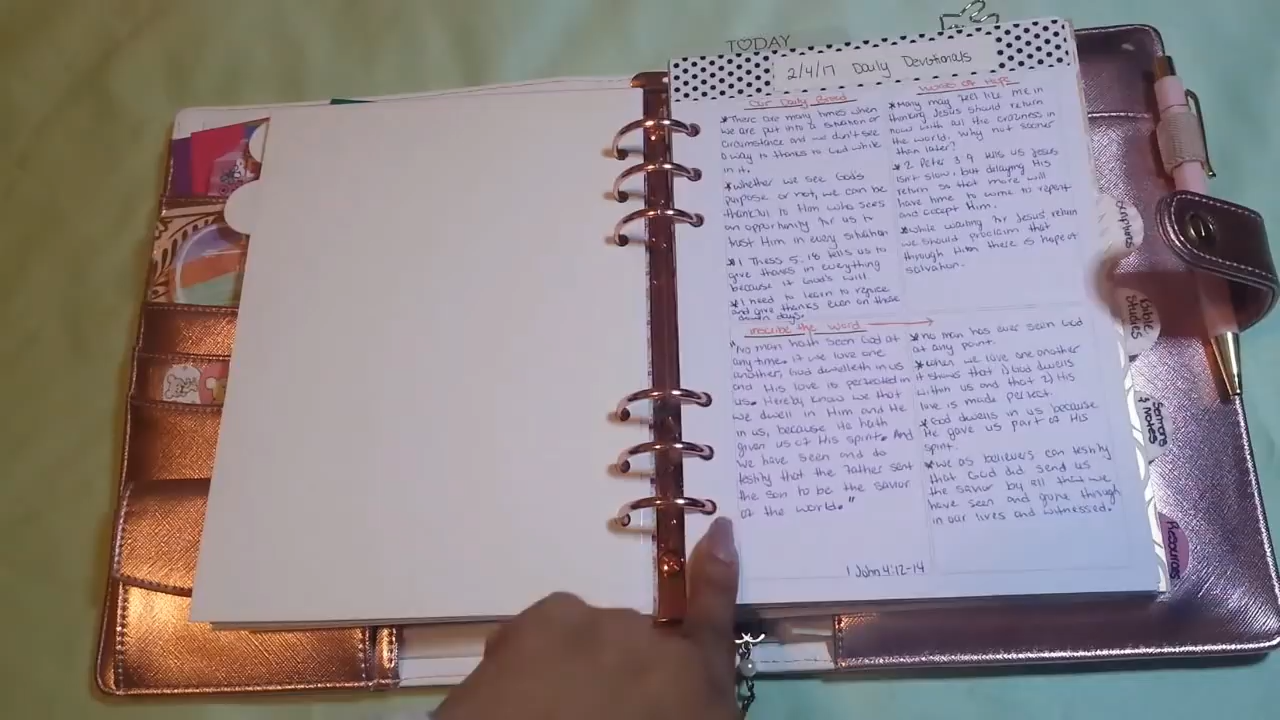 TODAY
2/4/17 Daily Devotionals
Our Daily Bread
*There are many times when
we are put into a situation or
circumstance and we don't see
a way to thanks to God while
in it.
*Whether we see God's
purpose or not, we can be
thankful to Him who sees
an opportunity for us to
trust Him in every situation
*1 Thess 5:18 tells us to
give thanks in everything
because it God's will.
*I need to learn to rejoice
and give thanks even on those
days.
Words of Hope
*Many may feel like me in
thinking Jesus should return
now with all the craziness in
the world. Why not sooner
than later?
*2 Peter 3:9 tells us Jesus
isn't slow, but delaying His
return so that more will
have time to come to repent
and accept Him.
*While waiting for Jesus' return
we should proclaim that
through Him there is hope of
salvation.
Inscribe the Word
"No man hath seen God at
any time. If we love one
another, God dwelleth in us
and His love is perfected in
us. Hereby know we that
we dwell in Him and He
in us, because He hath
given us of His spirit. And
we have seen and do
testify that the Father sent
the son to be the savior
of the world."
1 John 4:12-14
*No man has ever seen God
at any point.
*When we love one another
it shows that 1) God dwells
within us and that 2) His
love is made perfect.
*God dwells in us because
He gave us part of His
spirit.
*We as believers can testify
that God did send us
the savior by all that we
have seen and gone through
in our lives and witnessed.
Scriptures
Bible
Studies
Sermons
& Notes
Resources